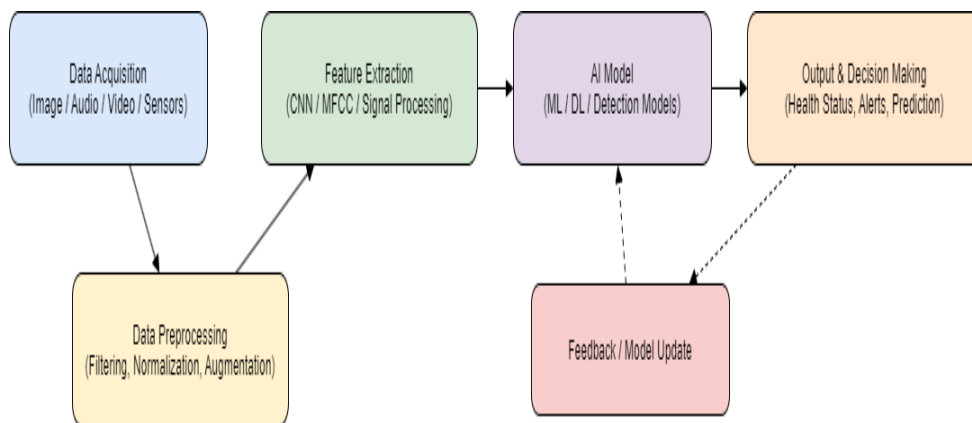 Data Acquisition
(Image / Audio / Video / Sensors)
Feature Extraction
(CNN / MFCC / Signal Processing)
AI Model
(ML / DL / Detection Models)
Output & Decision Making
(Health Status, Alerts, Prediction)
Data Preprocessing
(Filtering, Normalization, Augmentation)
Feedback / Model Update